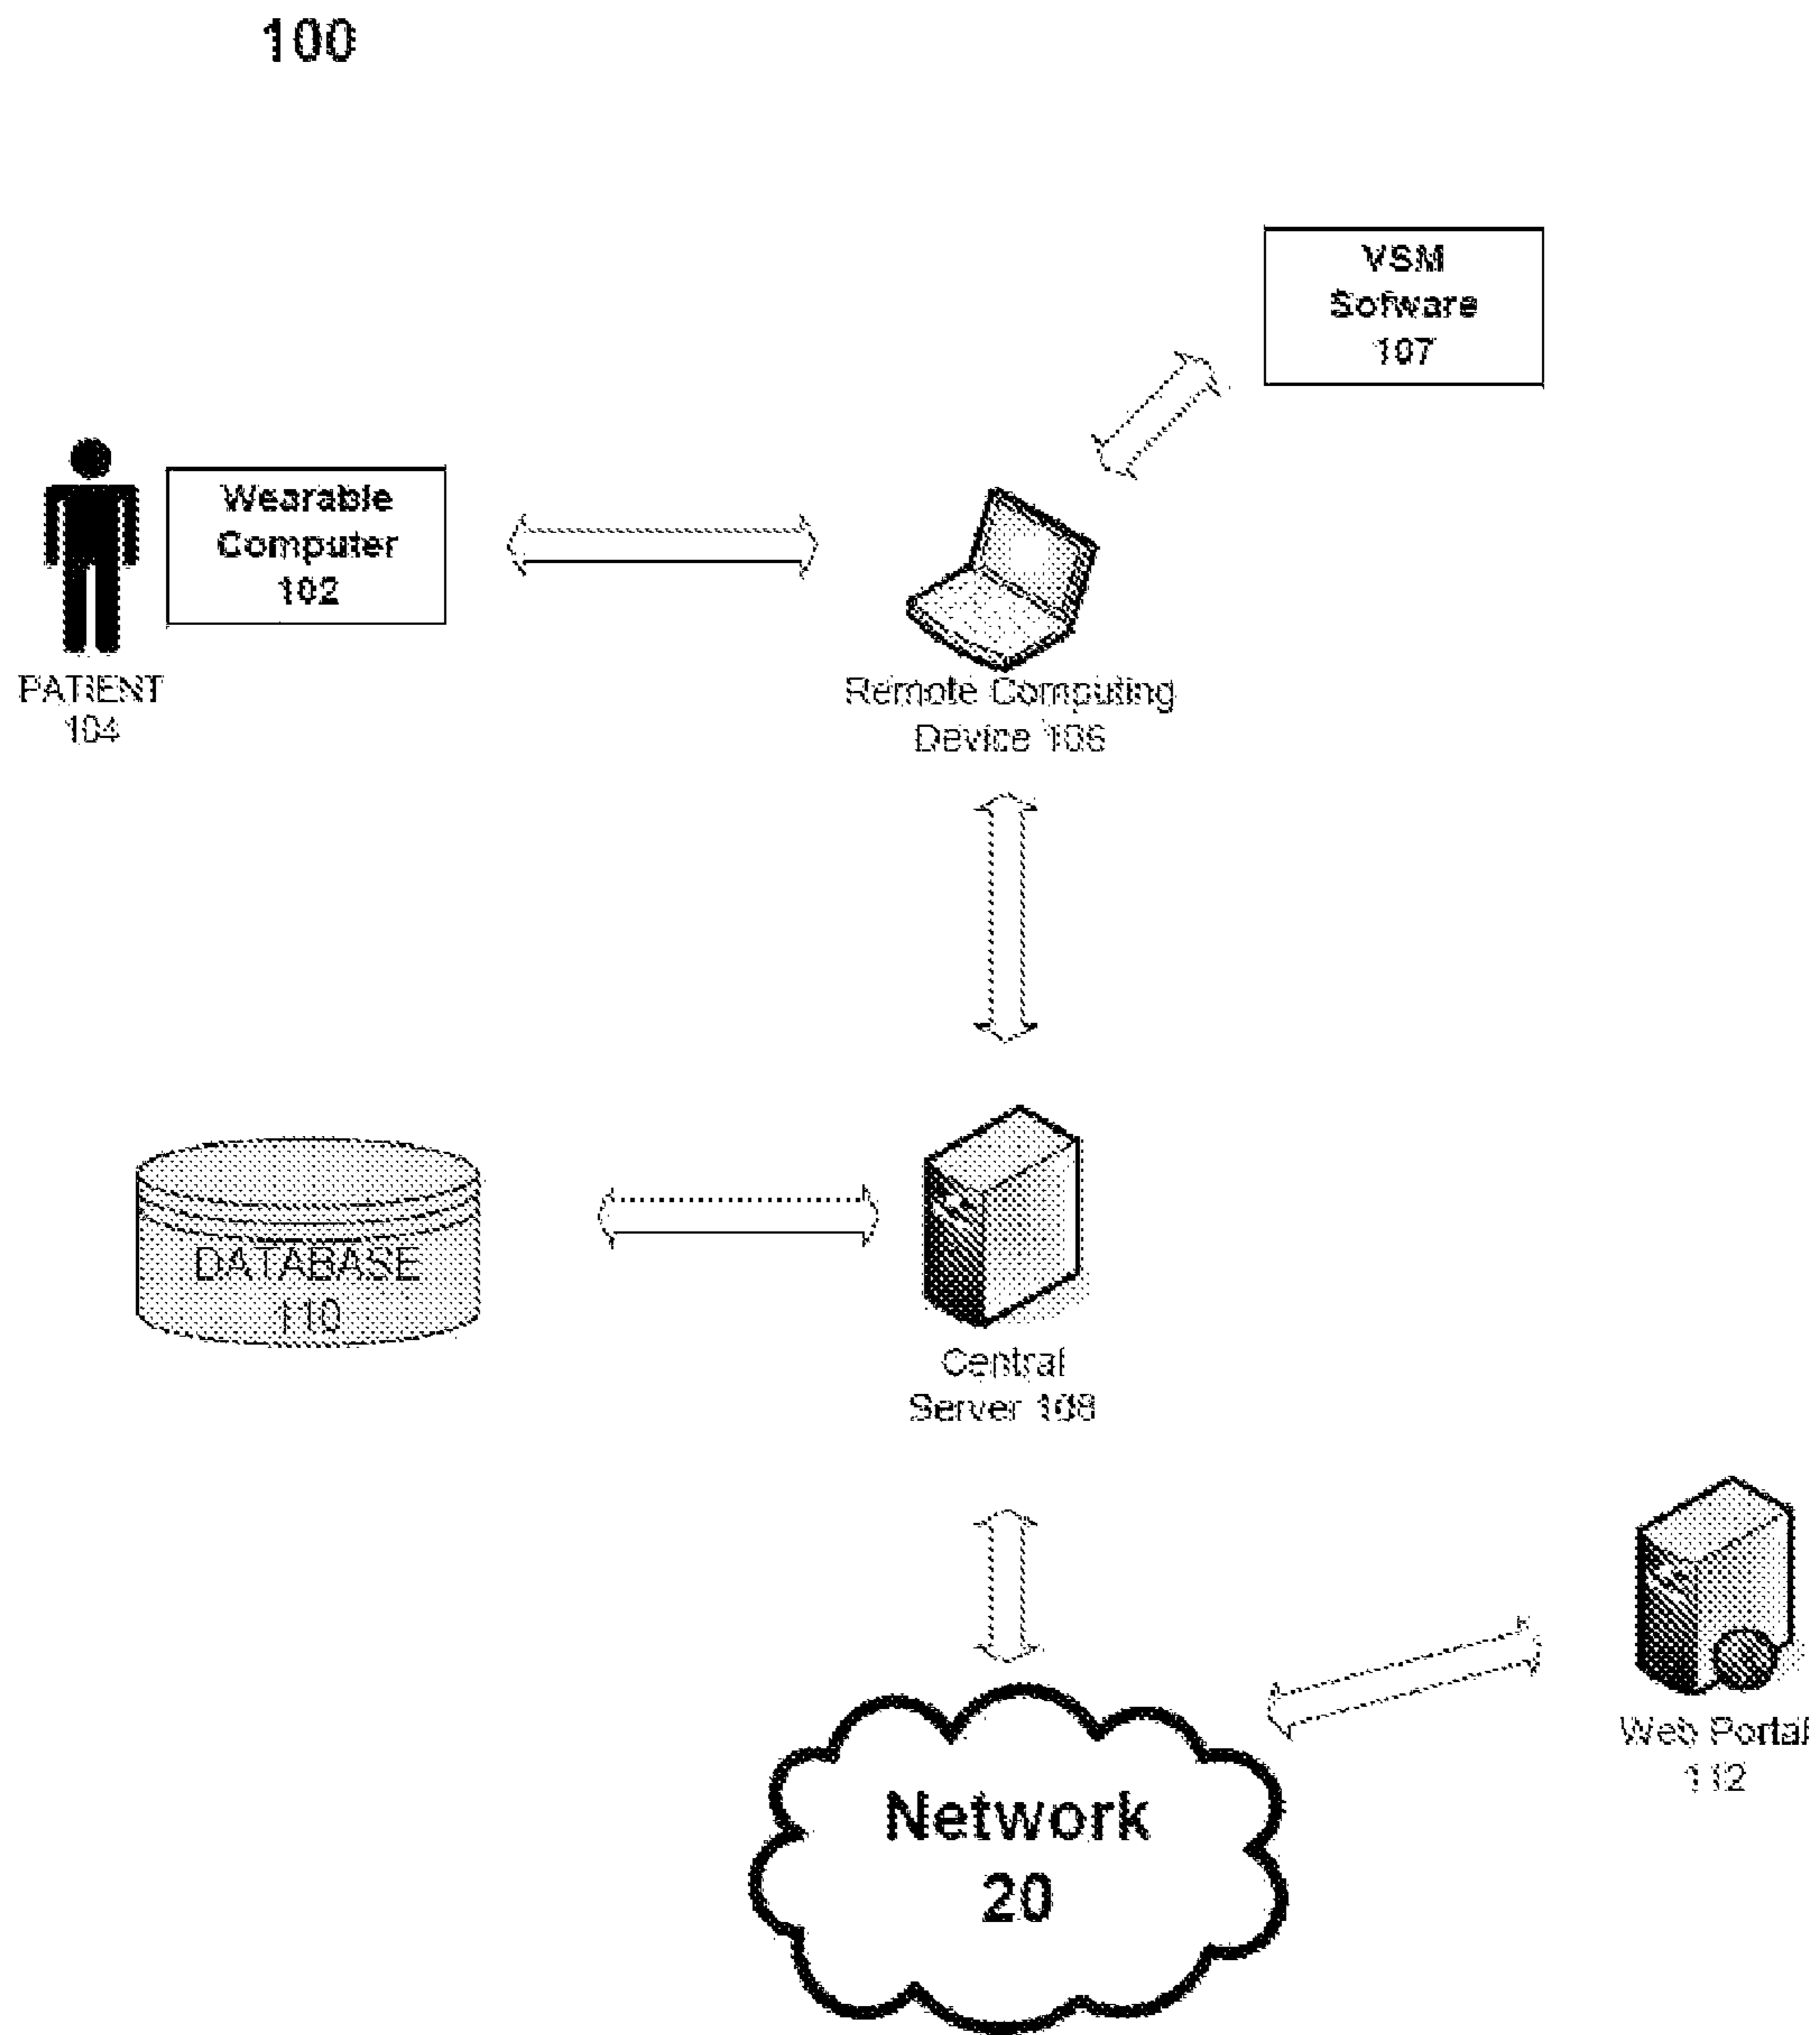 100
VSM
Sofware
107
Wearable
Computer
102
PATIENT
104
Remote Computing
Device 106
DATABASE
110
Central
Server 108
Web Portal
112
Network
20